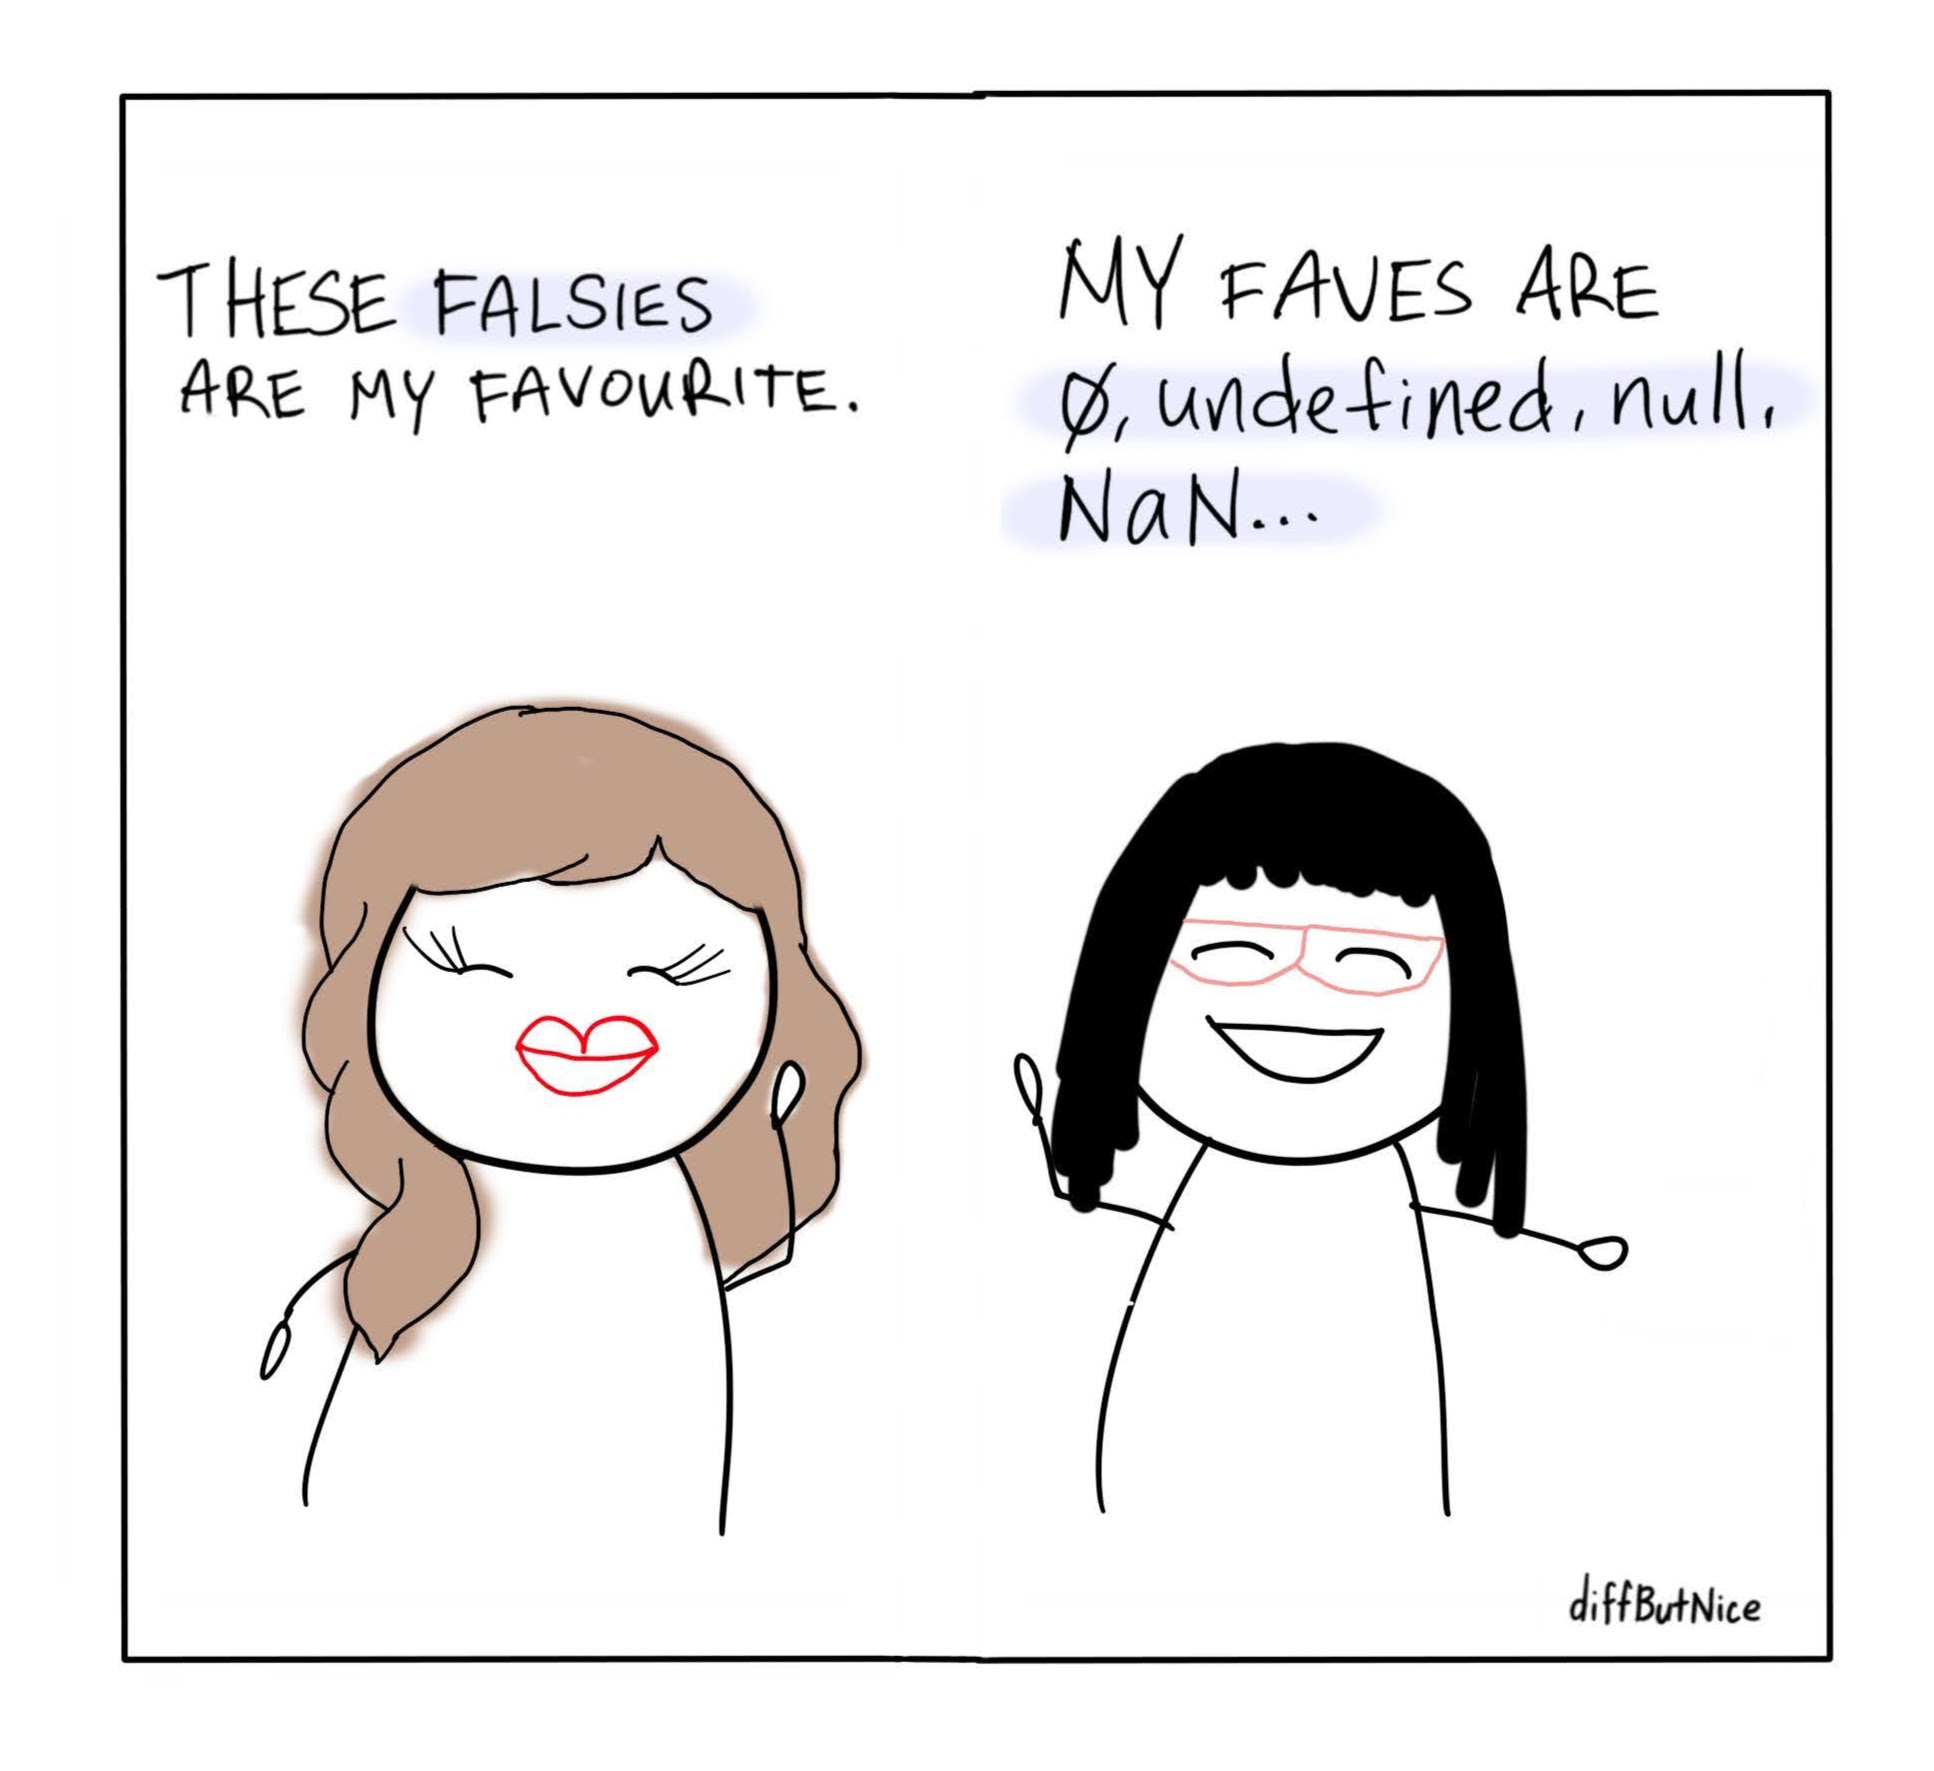 THESE FALSIES
ARE MY FAVOURITE.
MY FAVES ARE
0, undefined, null,
NaN...
diffButNice